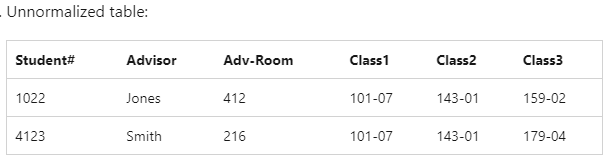 . Unnormalized table:
Student# Advisor Adv-Room Class1 Class2 Class3
1022 Jones 412 101-07 143-01 159-02
4123 Smith 216 101-07 143-01 179-04